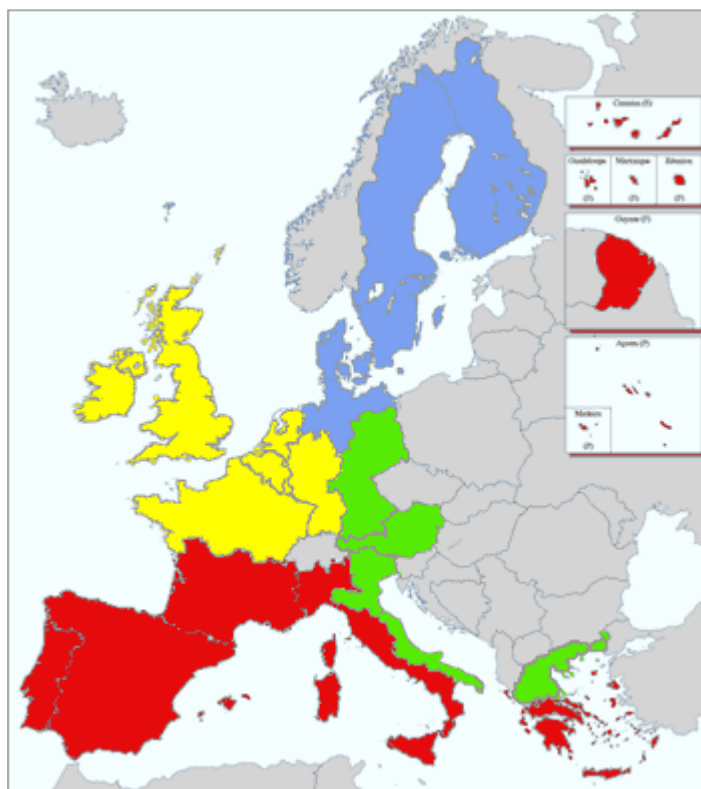 Canarias (E)
Guadeloupe Martinique Réunion
(F) (F) (F)
Guyane (F)
Açores (P)
Madeira
(P)